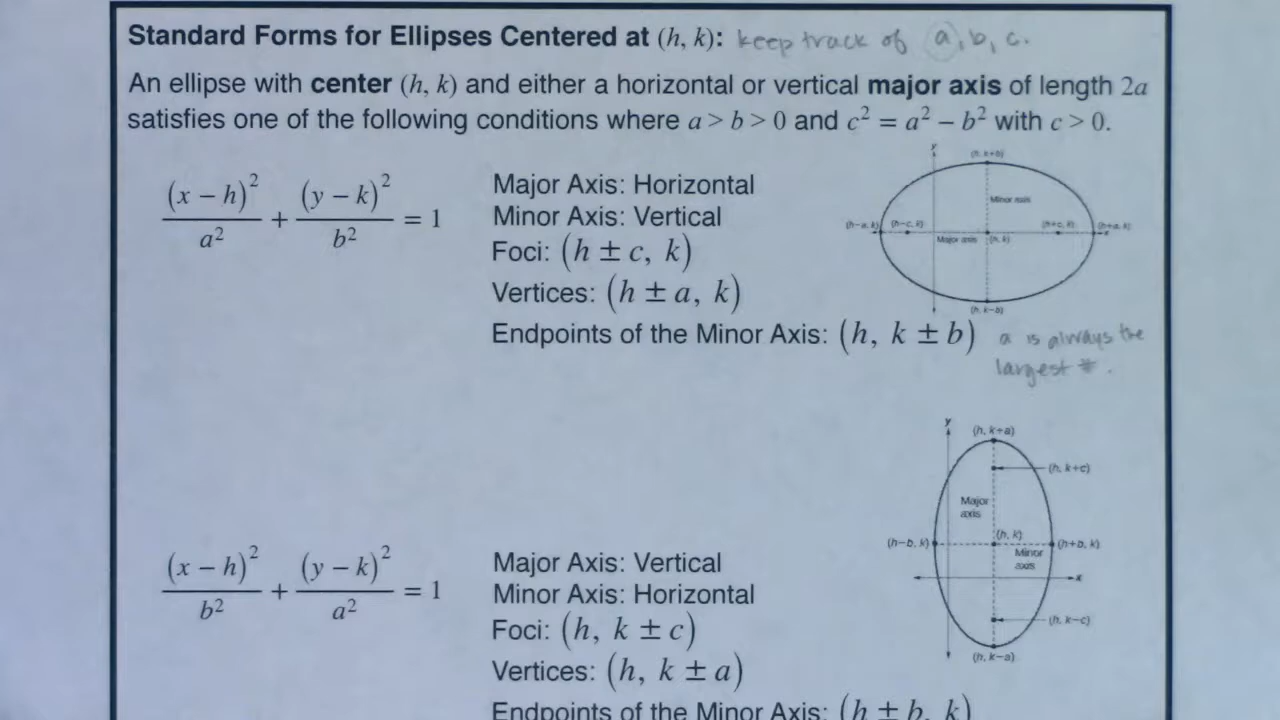 Standard Forms for Ellipses Centered at (h, k): keep track of a, b, c.
An ellipse with center (h, k) and either a horizontal or vertical major axis of length 2a
satisfies one of the following conditions where a > b > 0 and c² = a² − b² with c > 0.
(x − h)²/a² + (y − k)²/b² = 1
Major Axis: Horizontal
Minor Axis: Vertical
Foci: (h ± c, k)
Vertices: (h ± a, k)
Endpoints of the Minor Axis: (h, k ± b)
a is always the
largest #.
y
(h, k+b)
Minor axis
(h−a, k) (h−c, k) (h+c, k) (h+a, k)
Major axis (h, k)
x
(h, k−b)
(x − h)²/b² + (y − k)²/a² = 1
Major Axis: Vertical
Minor Axis: Horizontal
Foci: (h, k ± c)
Vertices: (h, k ± a)
Endpoints of the Minor Axis: (h ± b, k)
y
(h, k+a)
(h, k+c)
Major
axis
(h, k)
(h−b, k) (h+b, k)
Minor
axis
x
(h, k−c)
(h, k−a)